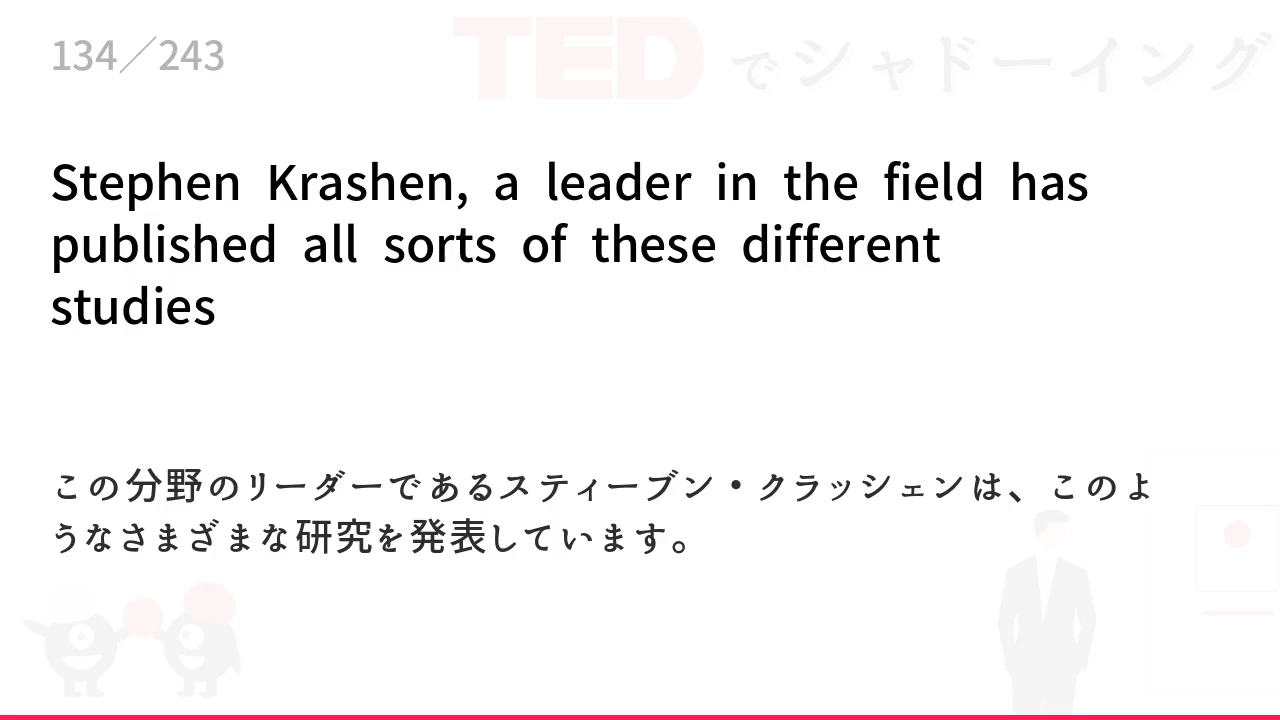 134／243
TEDでシャドーイング
Stephen Krashen, a leader in the field has
published all sorts of these different
studies
この分野のリーダーであるスティーブン・クラッシェンは、このよ
うなさまざまな研究を発表しています。